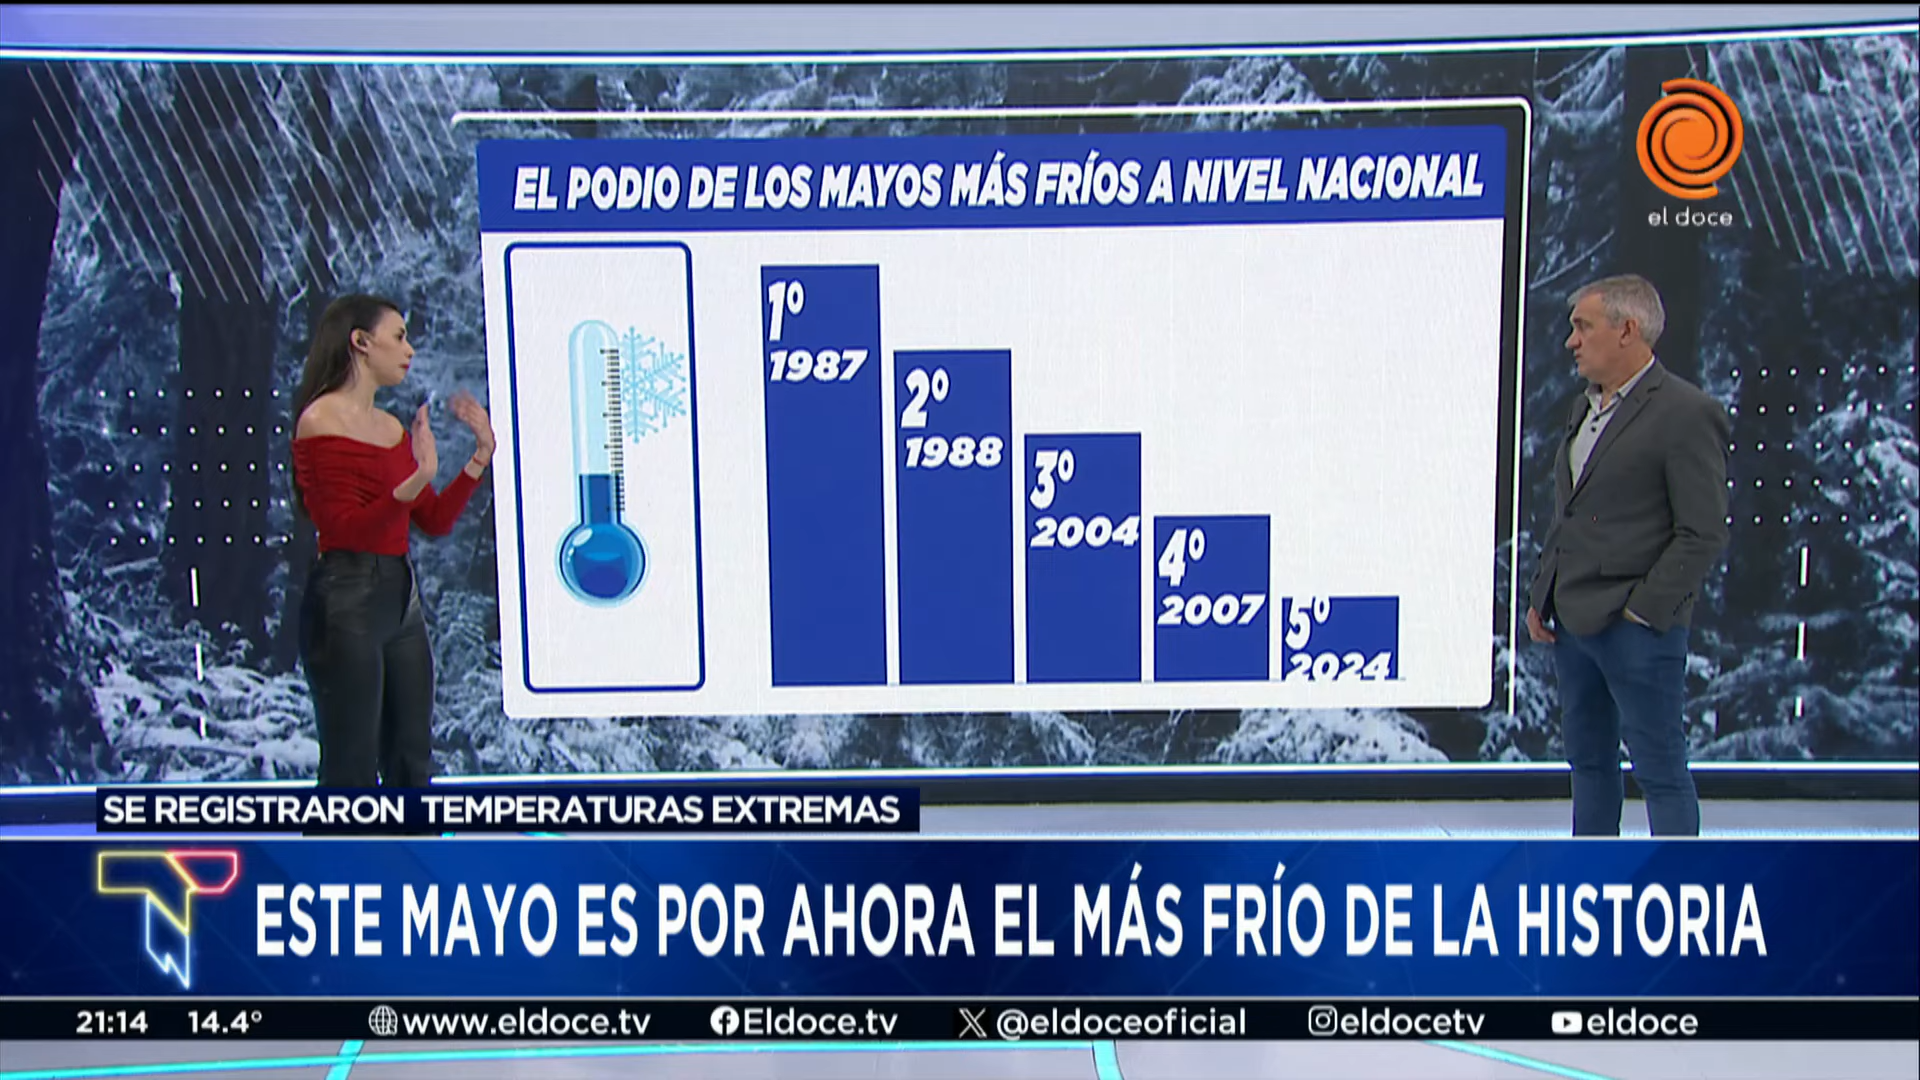 EL PODIO DE LOS MAYOS MÁS FRÍOS A NIVEL NACIONAL
el doce
1º
1987
2º
1988
3º
2004
4º
2007
5º
2024
SE REGISTRARON TEMPERATURAS EXTREMAS
ESTE MAYO ES POR AHORA EL MÁS FRÍO DE LA HISTORIA
21:14 14.4° www.eldoce.tv Eldoce.tv @eldoceoficial eldocetv eldoce